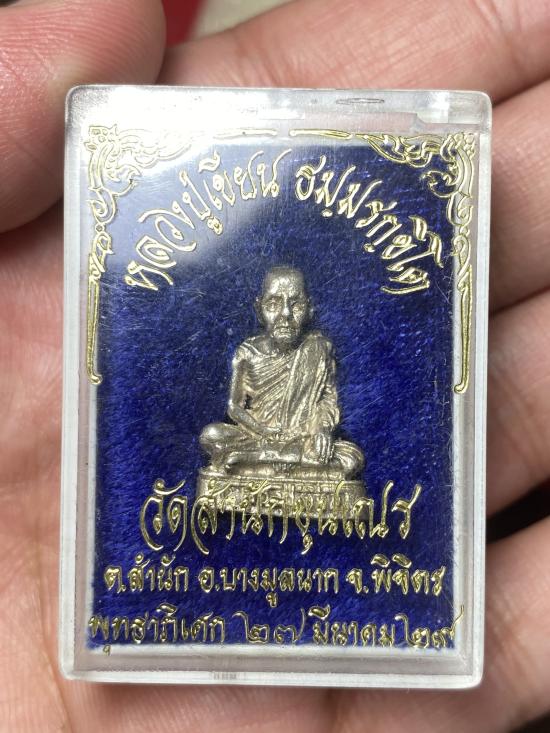 หลวงปู่เขียน ธมฺมรกฺขิโต
วัดสำนักขุนเณร
ต.สำนัก อ.บางมูลนาก จ.พิจิตร
พุทธาภิเศก ๒๗ มีนาคม ๒๙